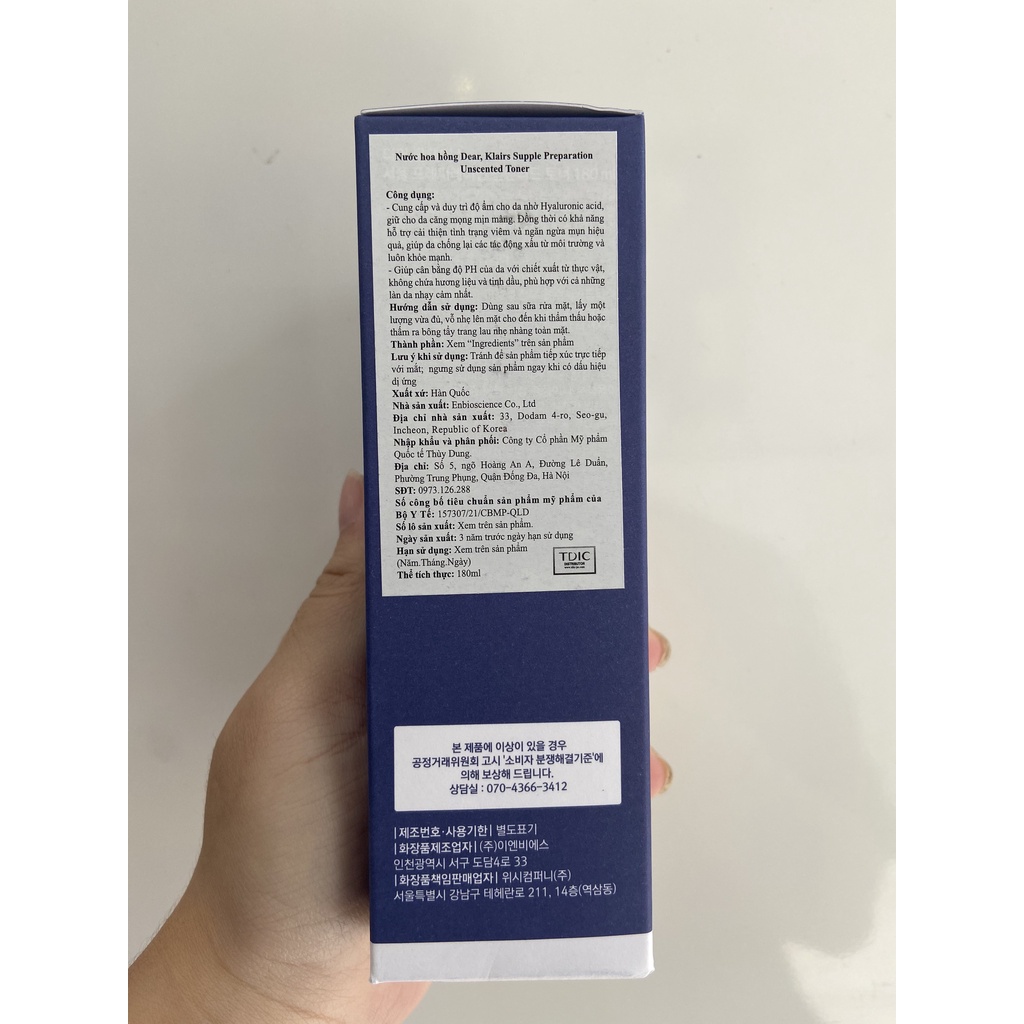 Nước hoa hồng Dear, Klairs Supple Preparation
Unscented Toner
Công dụng:
- Cung cấp và duy trì độ ẩm cho da nhờ Hyaluronic acid,
giữ cho da căng mọng mịn màng. Đồng thời có khả năng
hỗ trợ cải thiện tình trạng viêm và ngăn ngừa mụn hiệu
quả, giúp da chống lại các tác động xấu từ môi trường và
luôn khỏe mạnh.
- Giúp cân bằng độ PH của da với chiết xuất từ thực vật,
không chứa hương liệu và tinh dầu, phù hợp với cả những
làn da nhạy cảm nhất.
Hướng dẫn sử dụng: Dùng sau sữa rửa mặt, lấy một
lượng vừa đủ, vỗ nhẹ lên mặt cho đến khi thẩm thấu hoặc
thấm ra bông tẩy trang lau nhẹ nhàng toàn mặt.
Thành phần: Xem “Ingredients” trên sản phẩm
Lưu ý khi sử dụng: Tránh để sản phẩm tiếp xúc trực tiếp
với mắt; ngưng sử dụng sản phẩm ngay khi có dấu hiệu
dị ứng
Xuất xứ: Hàn Quốc
Nhà sản xuất: Enbioscience Co., Ltd
Địa chỉ nhà sản xuất: 33, Dodam 4-ro, Seo-gu,
Incheon, Republic of Korea
Nhập khẩu và phân phối: Công ty Cổ phần Mỹ phẩm
Quốc tế Thùy Dung.
Địa chỉ: Số 5, ngõ Hoàng An A, Đường Lê Duẩn,
Phường Trung Phụng, Quận Đống Đa, Hà Nội
SĐT: 0973.126.288
Số công bố tiêu chuẩn sản phẩm mỹ phẩm của
Bộ Y Tế: 157307/21/CBMP-QLD
Số lô sản xuất: Xem trên sản phẩm.
Ngày sản xuất: 3 năm trước ngày hạn sử dụng
Hạn sử dụng: Xem trên sản phẩm
(Năm.Tháng.Ngày)
Thể tích thực: 180ml
TDIC
DISTRIBUTOR
본 제품에 이상이 있을 경우
공정거래위원회 고시 '소비자 분쟁해결기준'에
의해 보상해 드립니다.
상담실 : 070-4366-3412
|제조번호·사용기한| 별도표기
|화장품제조업자| (주)이엔비에스
인천광역시 서구 도담4로 33
|화장품책임판매업자| 위시컴퍼니(주)
서울특별시 강남구 테헤란로 211, 14층(역삼동)